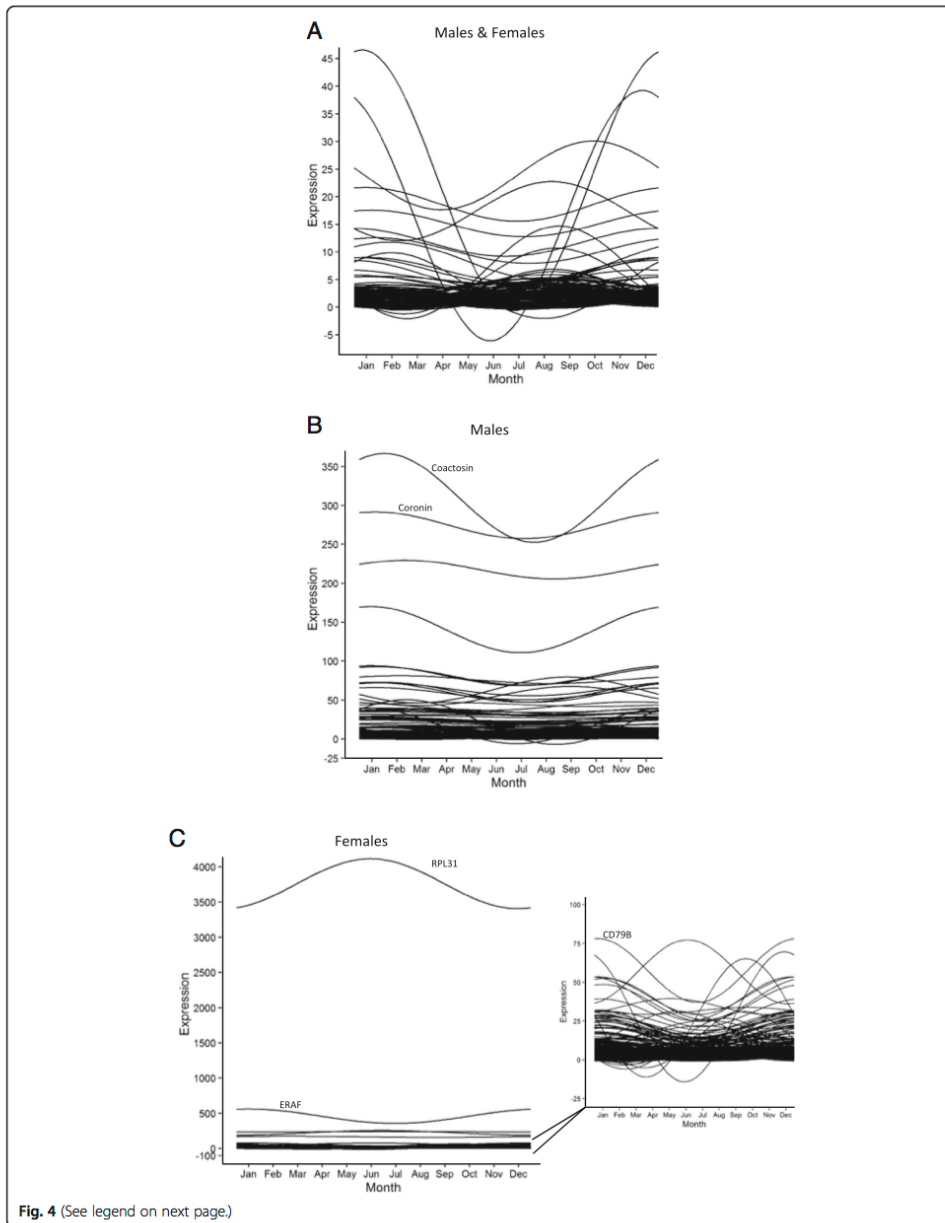 A
Males & Females
45
40
35
30
25
20
15
10
5
0
-5
Expression
Jan Feb Mar Apr May Jun Jul Aug Sep Oct Nov Dec
Month
B
Males
350
300
250
200
150
100
50
0
-25
Expression
Coactosin
Coronin
Jan Feb Mar Apr May Jun Jul Aug Sep Oct Nov Dec
Month
C
Females
4000
3500
3000
2500
2000
1500
1000
500
0
-100
Expression
RPL31
ERAF
Jan Feb Mar Apr May Jun Jul Aug Sep Oct Nov Dec
Month
100
75
50
25
0
-25
Expression
CD79B
Jan Feb Mar Apr May Jun Jul Aug Sep Oct Nov Dec
Month
Fig. 4 (See legend on next page.)